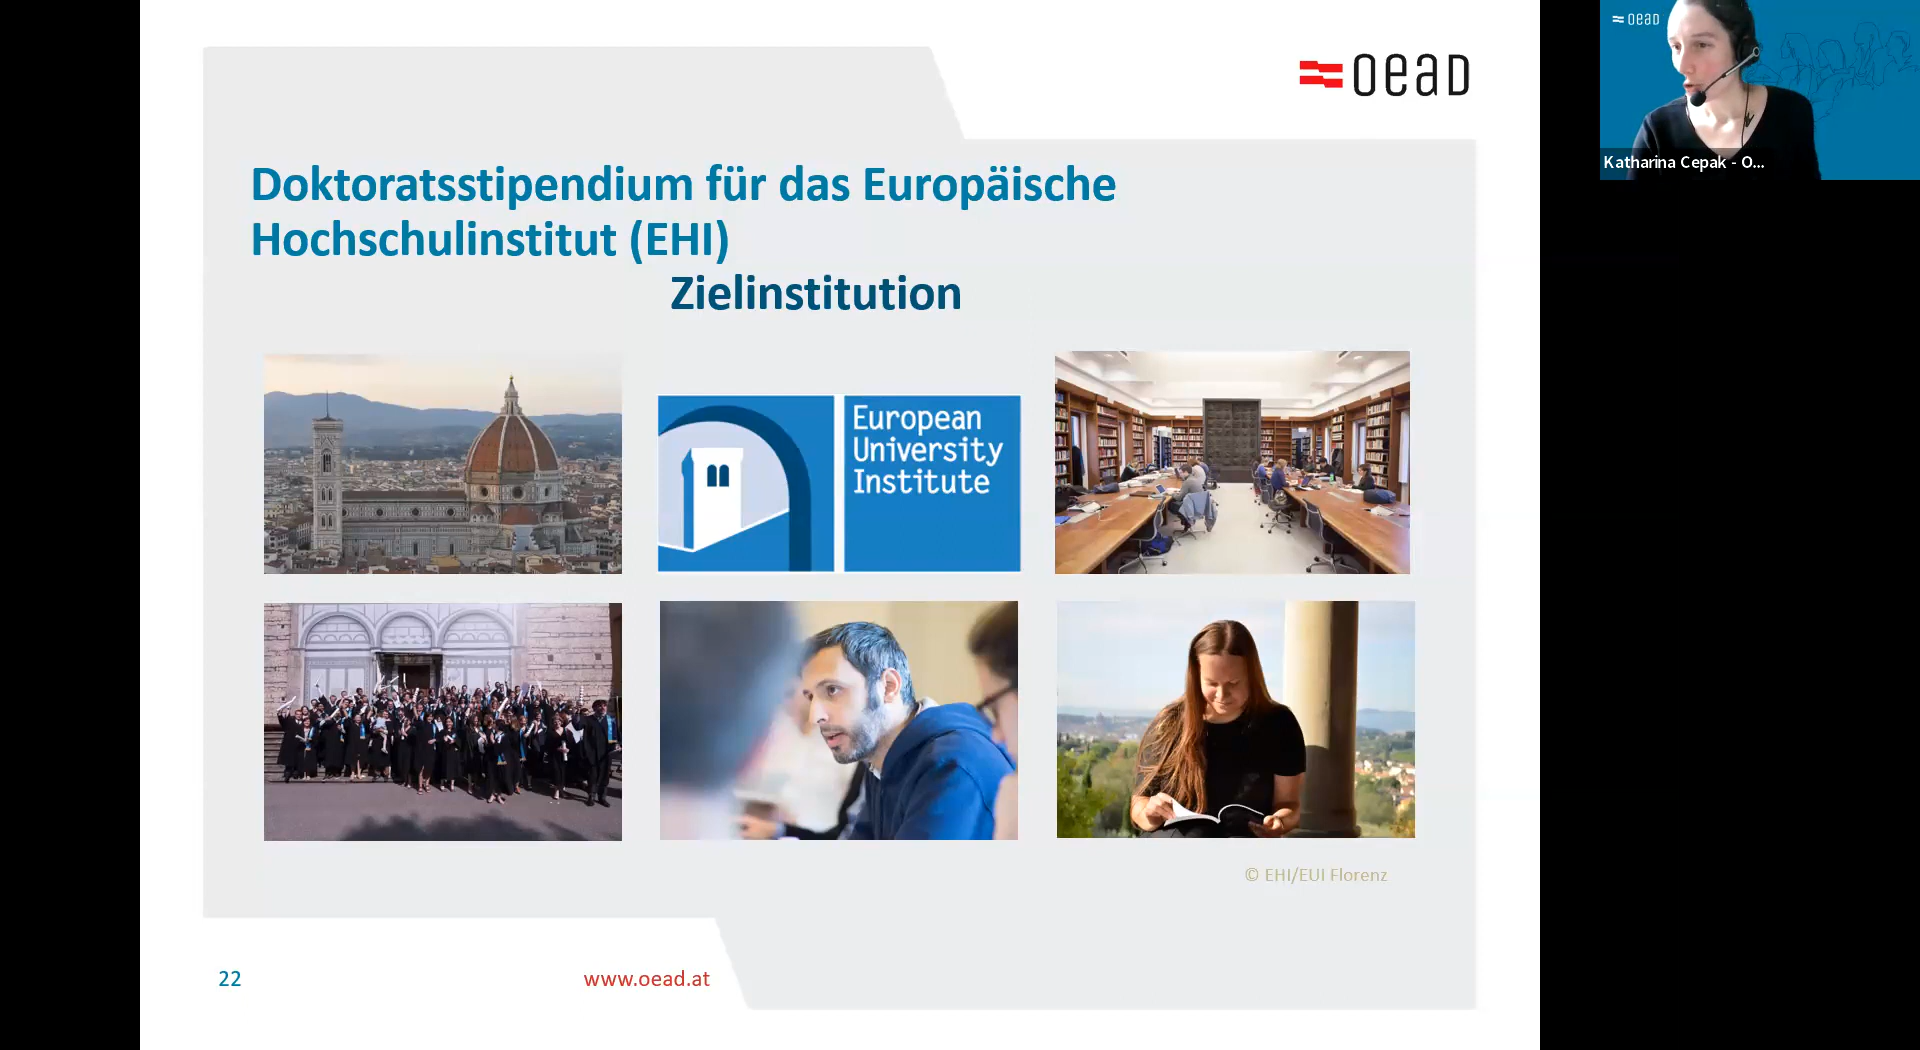 oead
Doktoratsstipendium für das Europäische
Hochschulinstitut (EHI)
Zielinstitution
European
University
Institute
© EHI/EUI Florenz
22
www.oead.at
oead
Katharina Cepak - O...